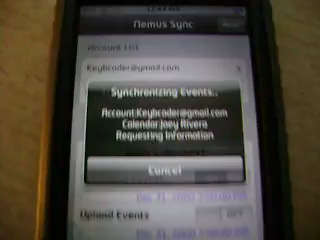 Nemus Sync
Account List
Keybcoder@gmail.com
Synchronizing Events..
Account:Keybcoder@gmail.com
Calendar:Joey Rivera
Requesting Information
Cancel
Upload Events
OFF